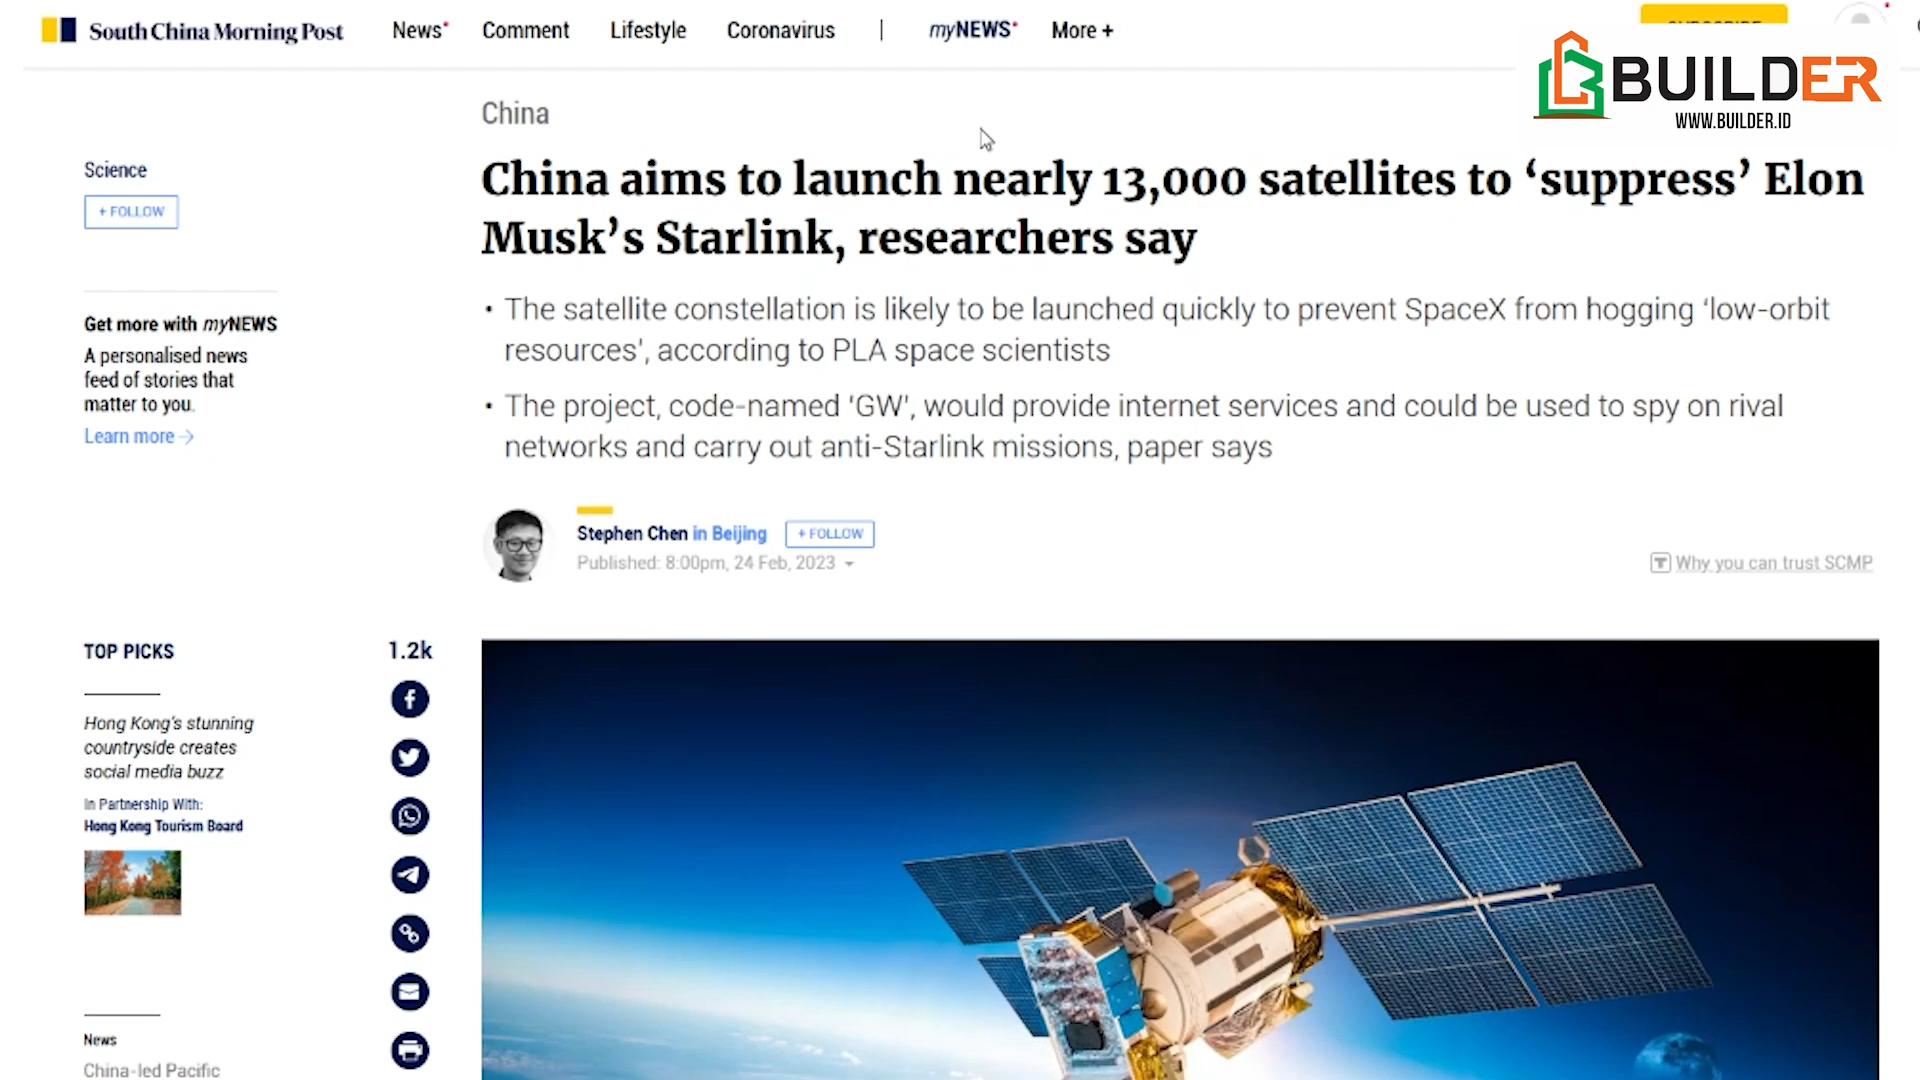 South China Morning Post
News Comment Lifestyle Coronavirus | myNEWS More +
BUILDER
WWW.BUILDER.ID
China
China aims to launch nearly 13,000 satellites to ‘suppress’ Elon
Musk’s Starlink, researchers say
• The satellite constellation is likely to be launched quickly to prevent SpaceX from hogging ‘low-orbit
resources’, according to PLA space scientists
• The project, code-named ‘GW’, would provide internet services and could be used to spy on rival
networks and carry out anti-Starlink missions, paper says
Stephen Chen in Beijing + FOLLOW
Published: 8:00pm, 24 Feb, 2023
Why you can trust SCMP
Science
+ FOLLOW
Get more with myNEWS
A personalised news
feed of stories that
matter to you.
Learn more
TOP PICKS
1.2k
Hong Kong's stunning
countryside creates
social media buzz
In Partnership With:
Hong Kong Tourism Board
News
China-led Pacific